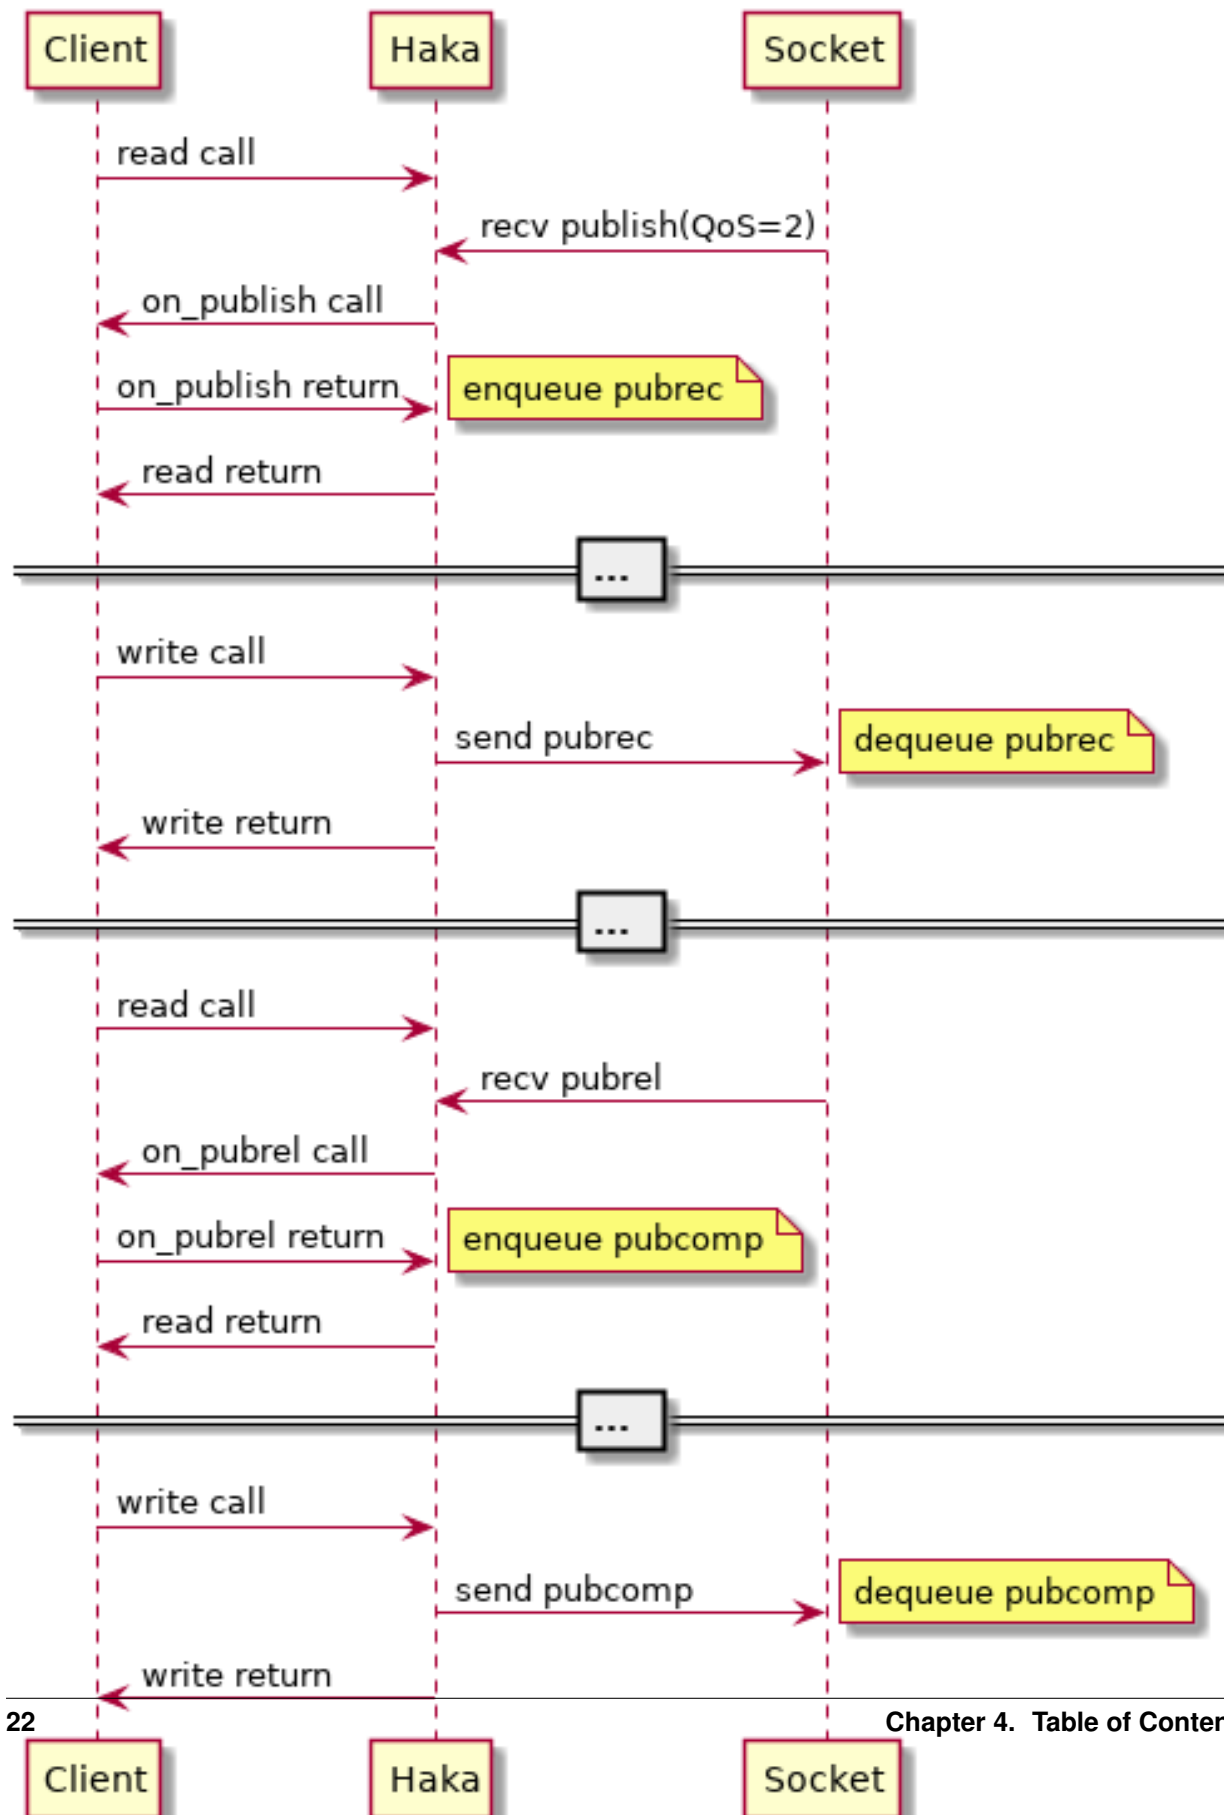 Client Haka Socket
read call
recv publish(QoS=2)
on_publish call
on_publish return enqueue pubrec
read return
...
write call
send pubrec dequeue pubrec
write return
...
read call
recv pubrel
on_pubrel call
on_pubrel return enqueue pubcomp
read return
...
write call
send pubcomp dequeue pubcomp
write return
22 Chapter 4. Table of Conten
Client Haka Socket